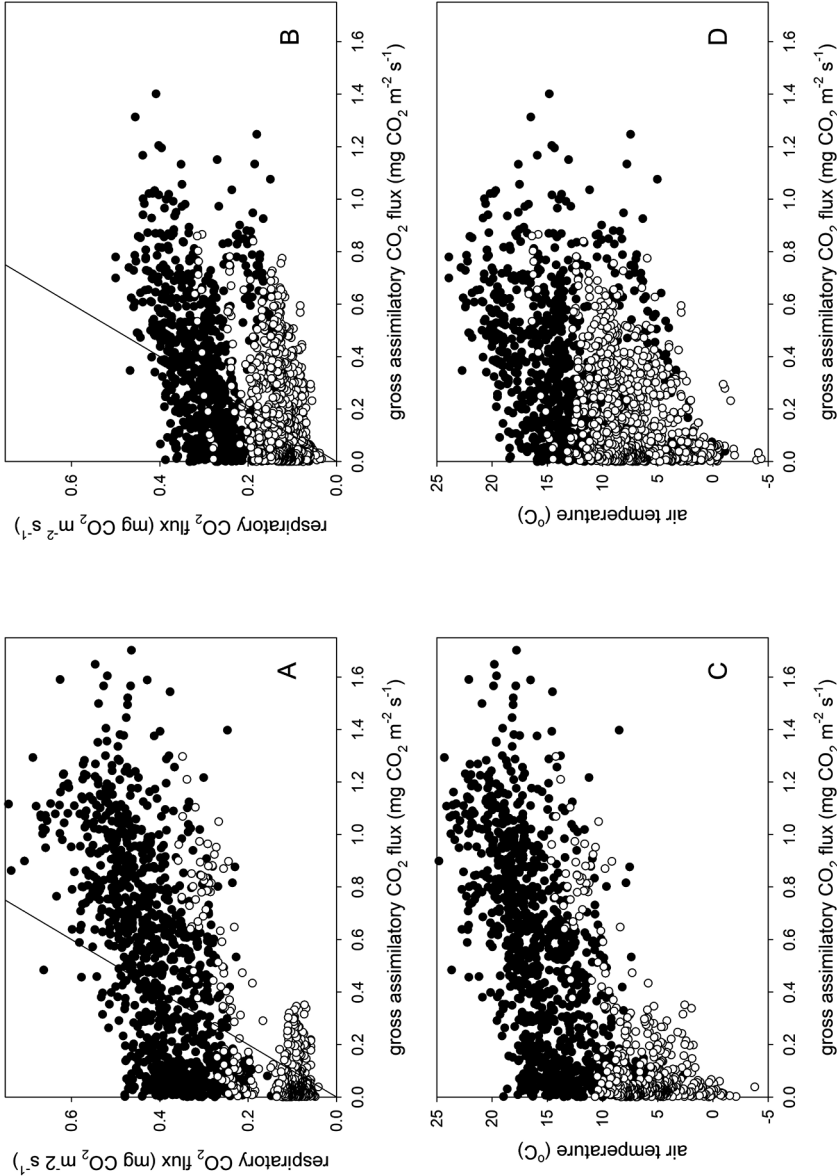 respiratory CO₂ flux (mg CO₂ m⁻2 s⁻¹)
0.6
0.4
0.2
0.0
A
0.0 0.2 0.4 0.6 0.8 1.0 1.2 1.4 1.6
gross assimilatory CO₂ flux (mg CO₂ m⁻² s⁻¹)
respiratory CO₂ flux (mg CO₂ m⁻² s⁻¹)
0.6
0.4
0.2
0.0
B
0.0 0.2 0.4 0.6 0.8 1.0 1.2 1.4 1.6
gross assimilatory CO₂ flux (mg CO₂ m⁻² s⁻¹)
air temperature (°C)
25
20
15
10
5
0
-5
C
0.0 0.2 0.4 0.6 0.8 1.0 1.2 1.4 1.6
gross assimilatory CO₂ flux (mg CO₂ m⁻² s⁻¹)
air temperature (°C)
25
20
15
10
5
0
-5
D
0.0 0.2 0.4 0.6 0.8 1.0 1.2 1.4 1.6
gross assimilatory CO₂ flux (mg CO₂ m⁻² s⁻¹)